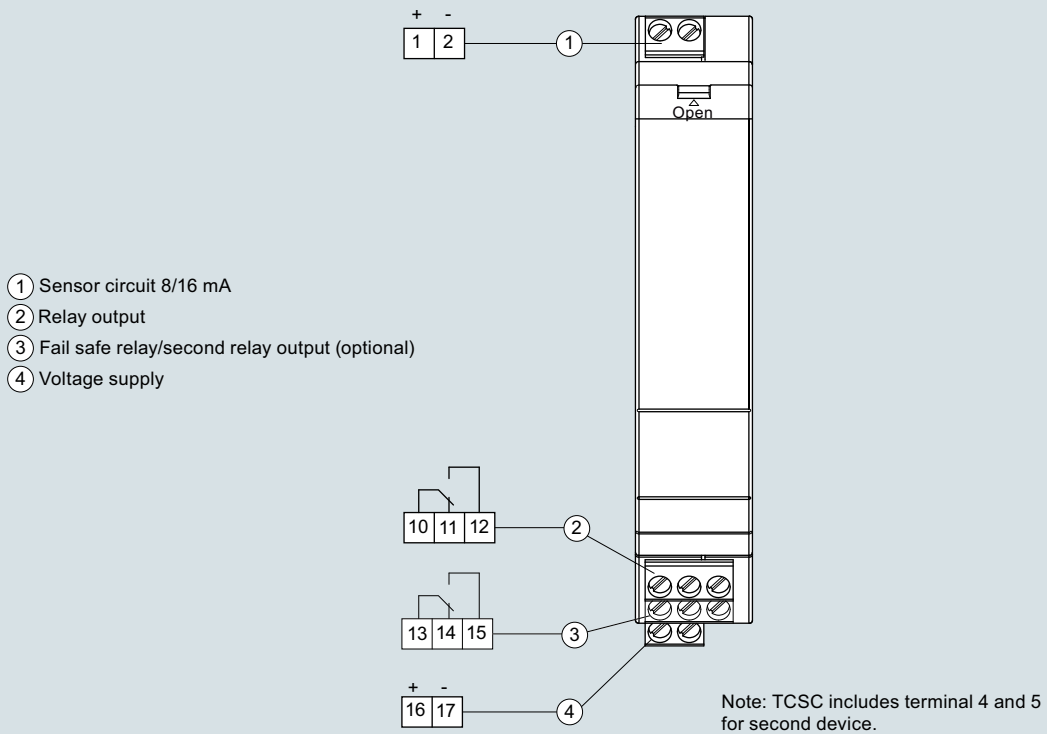 + -
1 2
1
Open
1 Sensor circuit 8/16 mA
2 Relay output
3 Fail safe relay/second relay output (optional)
4 Voltage supply
10 11 12
2
13 14 15
3
+ -
16 17
4
Note: TCSC includes terminal 4 and 5
for second device.